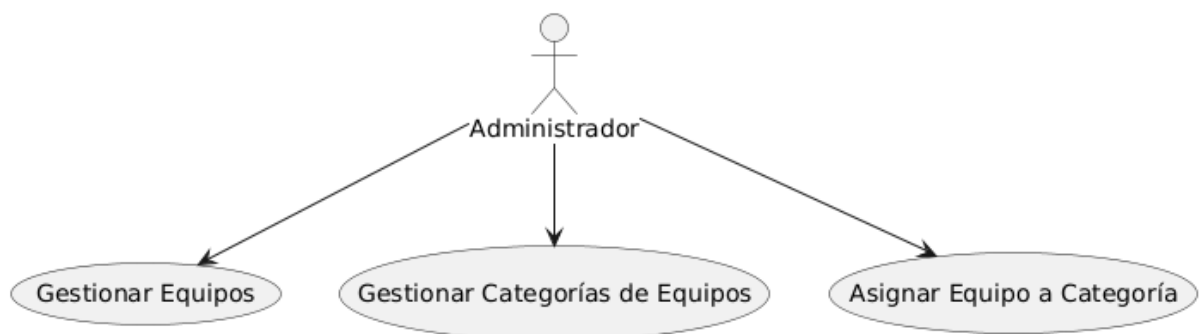 Administrador
Gestionar Equipos
Gestionar Categorías de Equipos
Asignar Equipo a Categoría